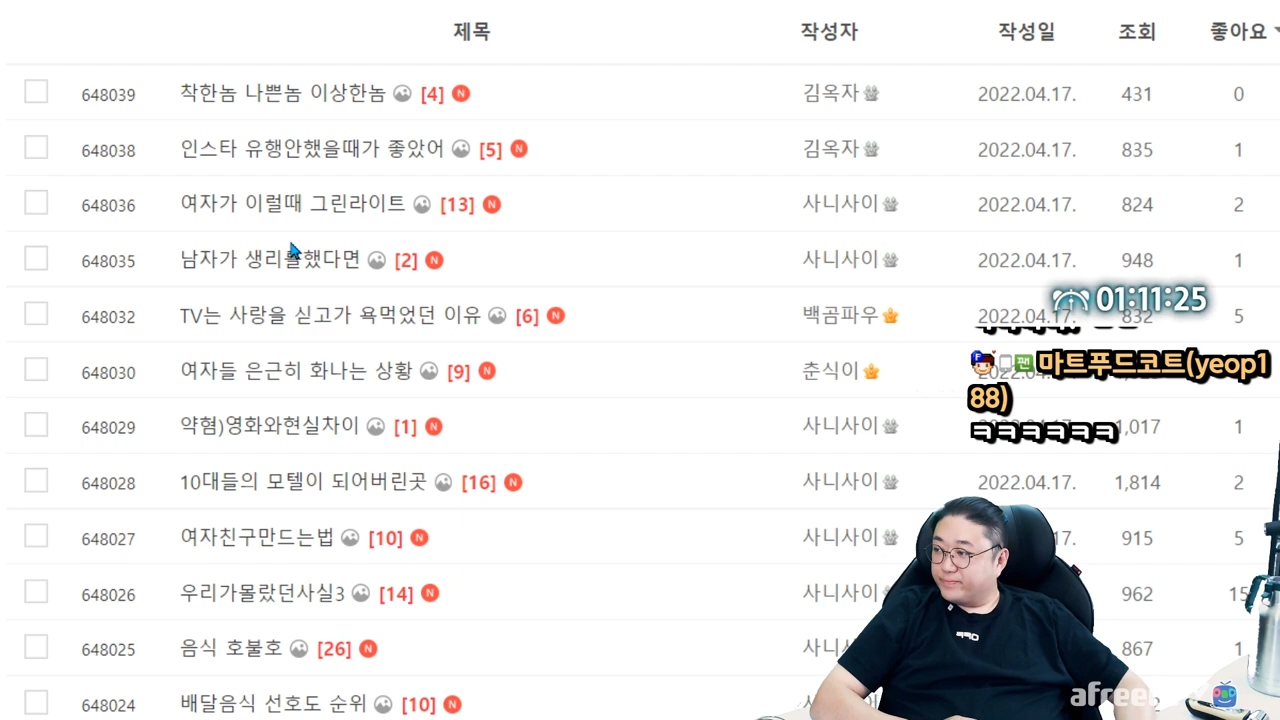 제목 작성자 작성일 조회 좋아요
648039 착한놈 나쁜놈 이상한놈 [4] N 김옥자 2022.04.17. 431 0
648038 인스타 유행안했을때가 좋았어 [5] N 김옥자 2022.04.17. 835 1
648036 여자가 이럴때 그린라이트 [13] N 사니사이 2022.04.17. 824 2
648035 남자가 생리를했다면 [2] N 사니사이 2022.04.17. 948 1
01:11:25
648032 TV는 사랑을 싣고가 욕먹었던 이유 [6] N 백곰파우 2022.04.17. 832 5
648030 여자들 은근히 화나는 상황 [9] N 춘식이
F 팬 마트푸드코트(yeop1
88)
ㅋㅋㅋㅋㅋㅋ
648029 약혐)영화와현실차이 [1] N 사니사이 1,017 1
648028 10대들의 모텔이 되어버린곳 [16] N 사니사이 2022.04.17. 1,814 2
648027 여자친구만드는법 [10] N 사니사이 17. 915 5
648026 우리가몰랐던사실3 [14] N 사니사이 962 15
648025 음식 호불호 [26] N 사니 867 1
648024 배달음식 선호도 순위 [10] N
ㅋㅋㅇ
afree